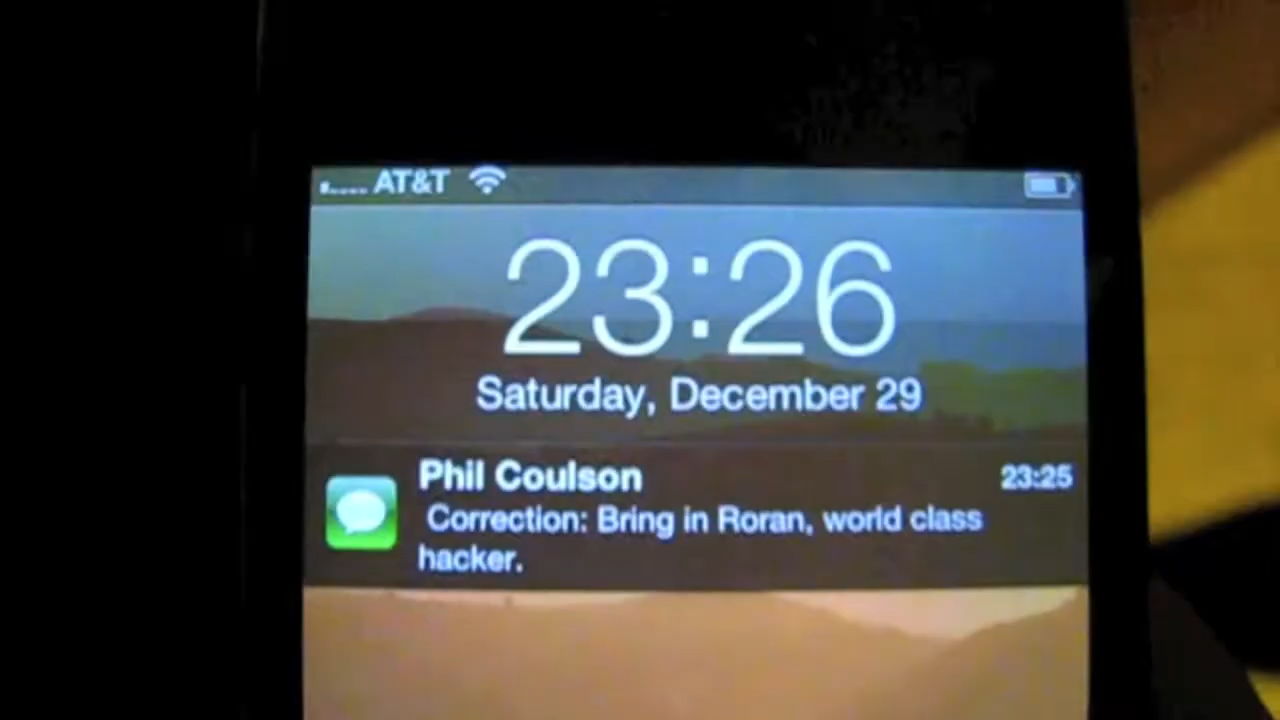 AT&T
23:26
Saturday, December 29
Phil Coulson 23:25
Correction: Bring in Roran, world class
hacker.